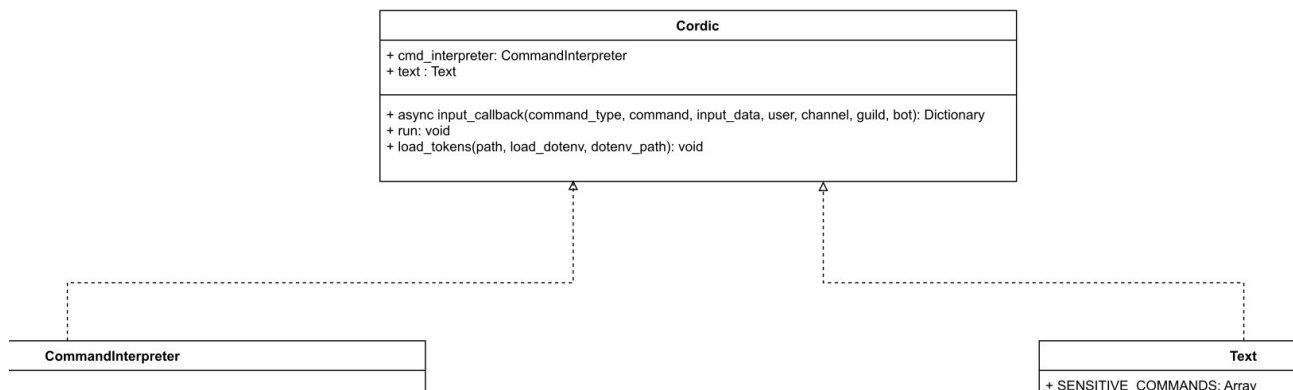 Cordic
+ cmd_interpreter: CommandInterpreter
+ text : Text
+ async input_callback(command_type, command, input_data, user, channel, guild, bot): Dictionary
+ run: void
+ load_tokens(path, load_dotenv, dotenv_path): void
CommandInterpreter
Text
+ SENSITIVE_COMMANDS: Array